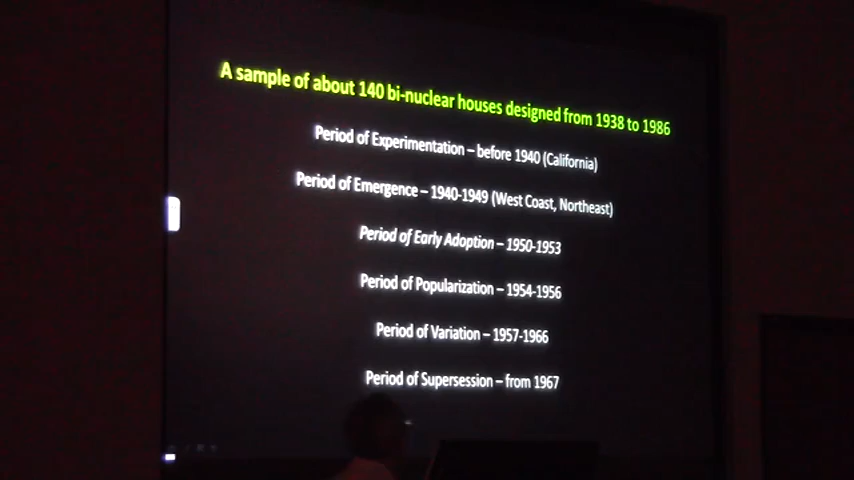 A sample of about 140 bi-nuclear houses designed from 1938 to 1986
Period of Experimentation – before 1940 (California)
Period of Emergence – 1940-1949 (West Coast, Northeast)
Period of Early Adoption – 1950-1953
Period of Popularization – 1954-1956
Period of Variation – 1957-1966
Period of Supersession – from 1967